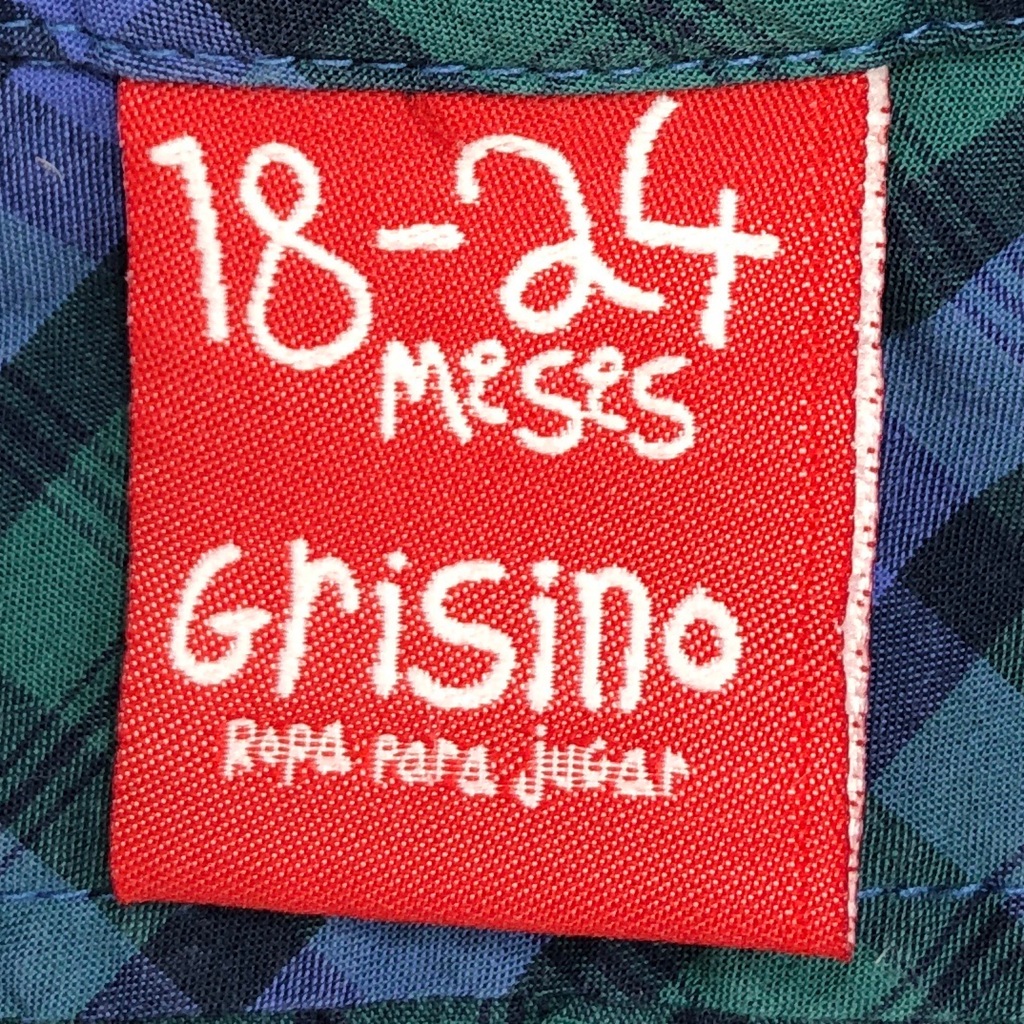 18-24
Meses
Grisino
Ropa para jugar